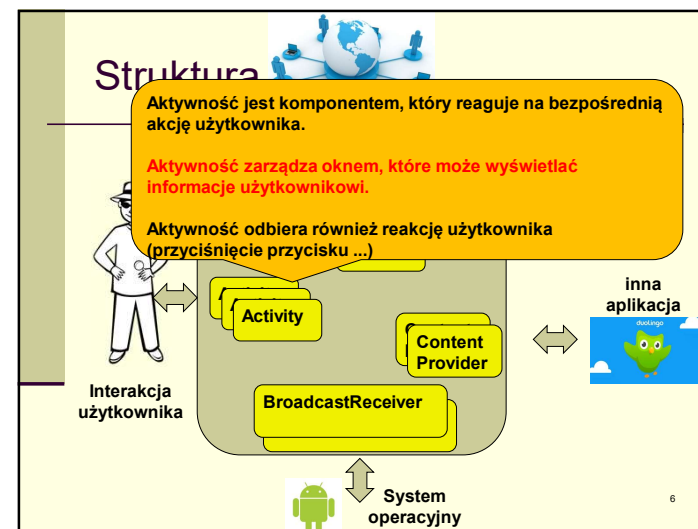 Struktura
Aktywność jest komponentem, który reaguje na bezpośrednią
akcję użytkownika.
Aktywność zarządza oknem, które może wyświetlać
informacje użytkownikowi.
Aktywność odbiera również reakcję użytkownika
(przyciśnięcie przycisku ...)
Activity
inna
aplikacja
duolingo
Content
Provider
Interakcja
użytkownika
BroadcastReceiver
System
operacyjny
6